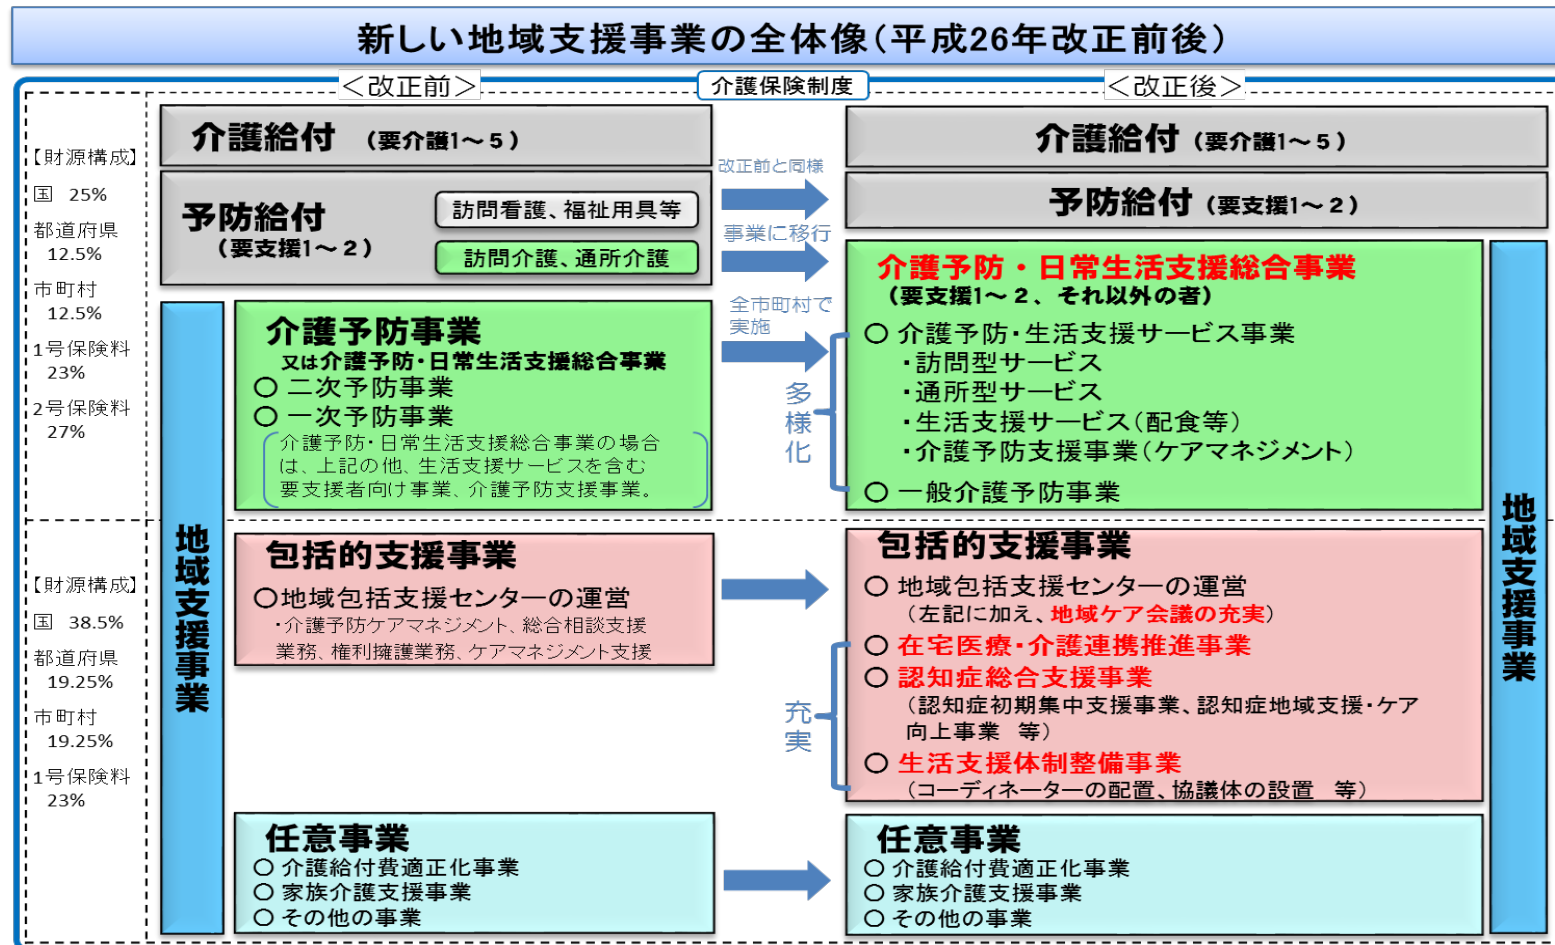 新しい地域支援事業の全体像(平成26年改正前後)
＜改正前＞
介護保険制度
＜改正後＞
【財源構成】
国 25%
都道府県
12.5%
市町村
12.5%
1号保険料
23%
2号保険料
27%
介護給付 (要介護1～5)
予防給付
(要支援1～2)
訪問看護、福祉用具等
訪問介護、通所介護
改正前と同様
事業に移行
全市町村で
実施
介護給付 (要介護1～5)
予防給付 (要支援1～2)
地域支援事業
介護予防事業
又は介護予防・日常生活支援総合事業
○ 二次予防事業
○ 一次予防事業
介護予防・日常生活支援総合事業の場合
は、上記の他、生活支援サービスを含む
要支援者向け事業、介護予防支援事業。
多様化
介護予防・日常生活支援総合事業
(要支援1～2、それ以外の者)
○ 介護予防・生活支援サービス事業
・訪問型サービス
・通所型サービス
・生活支援サービス(配食等)
・介護予防支援事業(ケアマネジメント)
○ 一般介護予防事業
地域支援事業
【財源構成】
国 38.5%
都道府県
19.25%
市町村
19.25%
1号保険料
23%
包括的支援事業
○地域包括支援センターの運営
・介護予防ケアマネジメント、総合相談支援
業務、権利擁護業務、ケアマネジメント支援
充実
包括的支援事業
○ 地域包括支援センターの運営
(左記に加え、地域ケア会議の充実)
○ 在宅医療・介護連携推進事業
○ 認知症総合支援事業
(認知症初期集中支援事業、認知症地域支援・ケア
向上事業 等)
○ 生活支援体制整備事業
(コーディネーターの配置、協議体の設置 等)
任意事業
○ 介護給付費適正化事業
○ 家族介護支援事業
○ その他の事業
任意事業
○ 介護給付費適正化事業
○ 家族介護支援事業
○ その他の事業